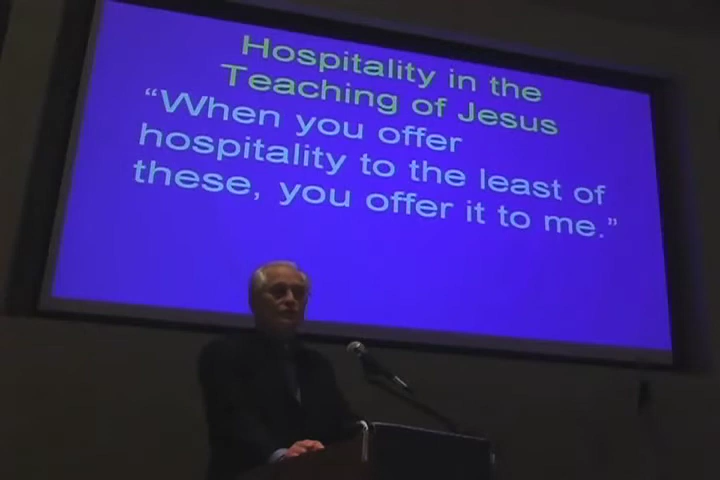 Hospitality in the
Teaching of Jesus
“When you offer
hospitality to the least of
these, you offer it to me.”